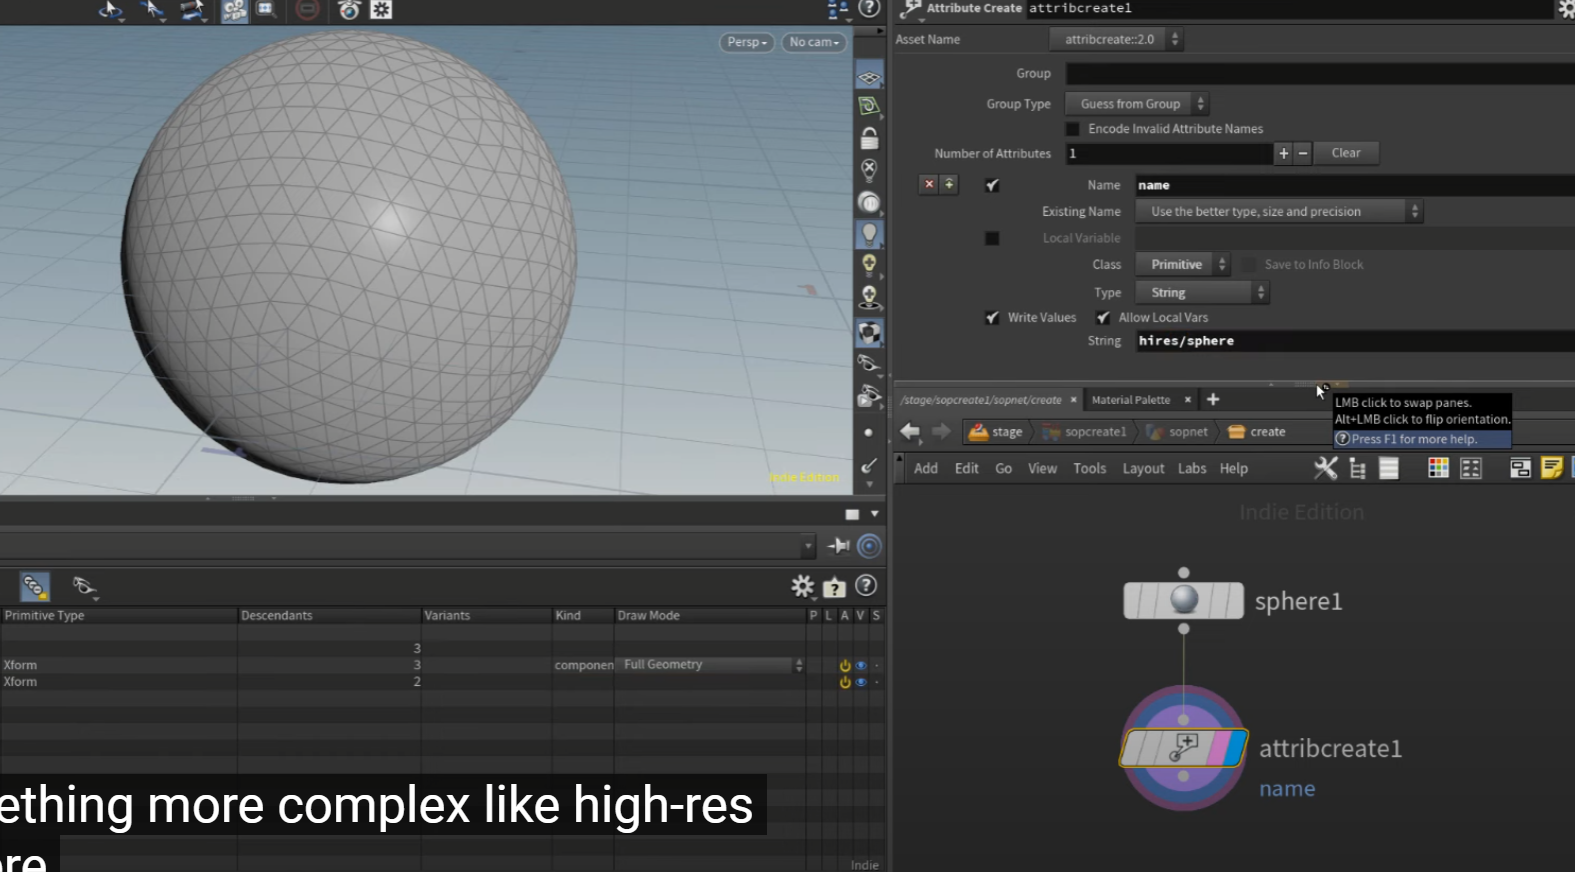 Attribute Create attribcreate1
Asset Name attribcreate::2.0
Persp No cam
Group
Group Type Guess from Group
Encode Invalid Attribute Names
Number of Attributes 1 + − Clear
Name name
Existing Name Use the better type, size and precision
Local Variable
Class Primitive Save to Info Block
Type String
Write Values Allow Local Vars
String hires/sphere
Indie Edition
/stage/sopcreate1/sopnet/create × Material Palette × +
LMB click to swap panes.
Alt+LMB click to flip orientation.
Press F1 for more help.
stage sopcreate1 sopnet create
Add Edit Go View Tools Layout Labs Help
Indie Edition
sphere1
attribcreate1
name
Primitive Type Descendants Variants Kind Draw Mode P L A V S
3
Xform 3 componen Full Geometry
Xform 2
ething more complex like high-res
Indie